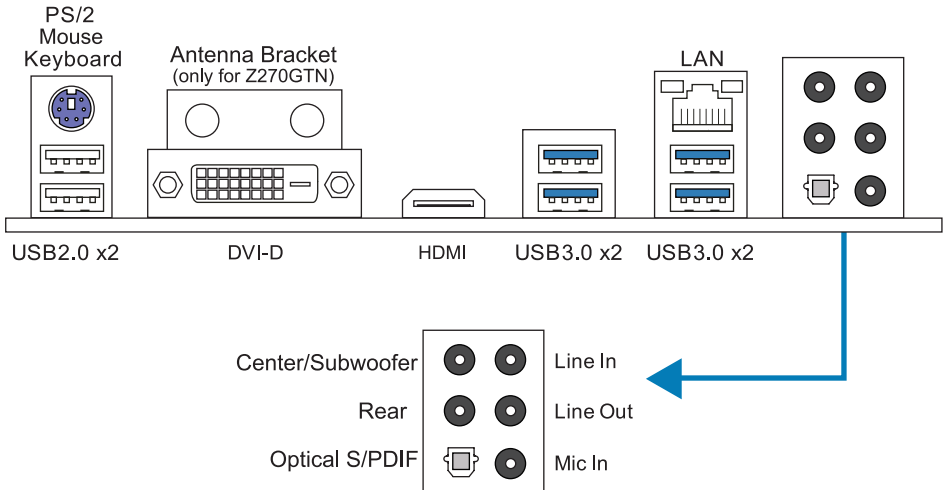 PS/2
Mouse
Keyboard
Antenna Bracket
(only for Z270GTN)
LAN
USB2.0 x2
DVI-D
HDMI
USB3.0 x2
USB3.0 x2
Center/Subwoofer
Line In
Rear
Line Out
Optical S/PDIF
Mic In